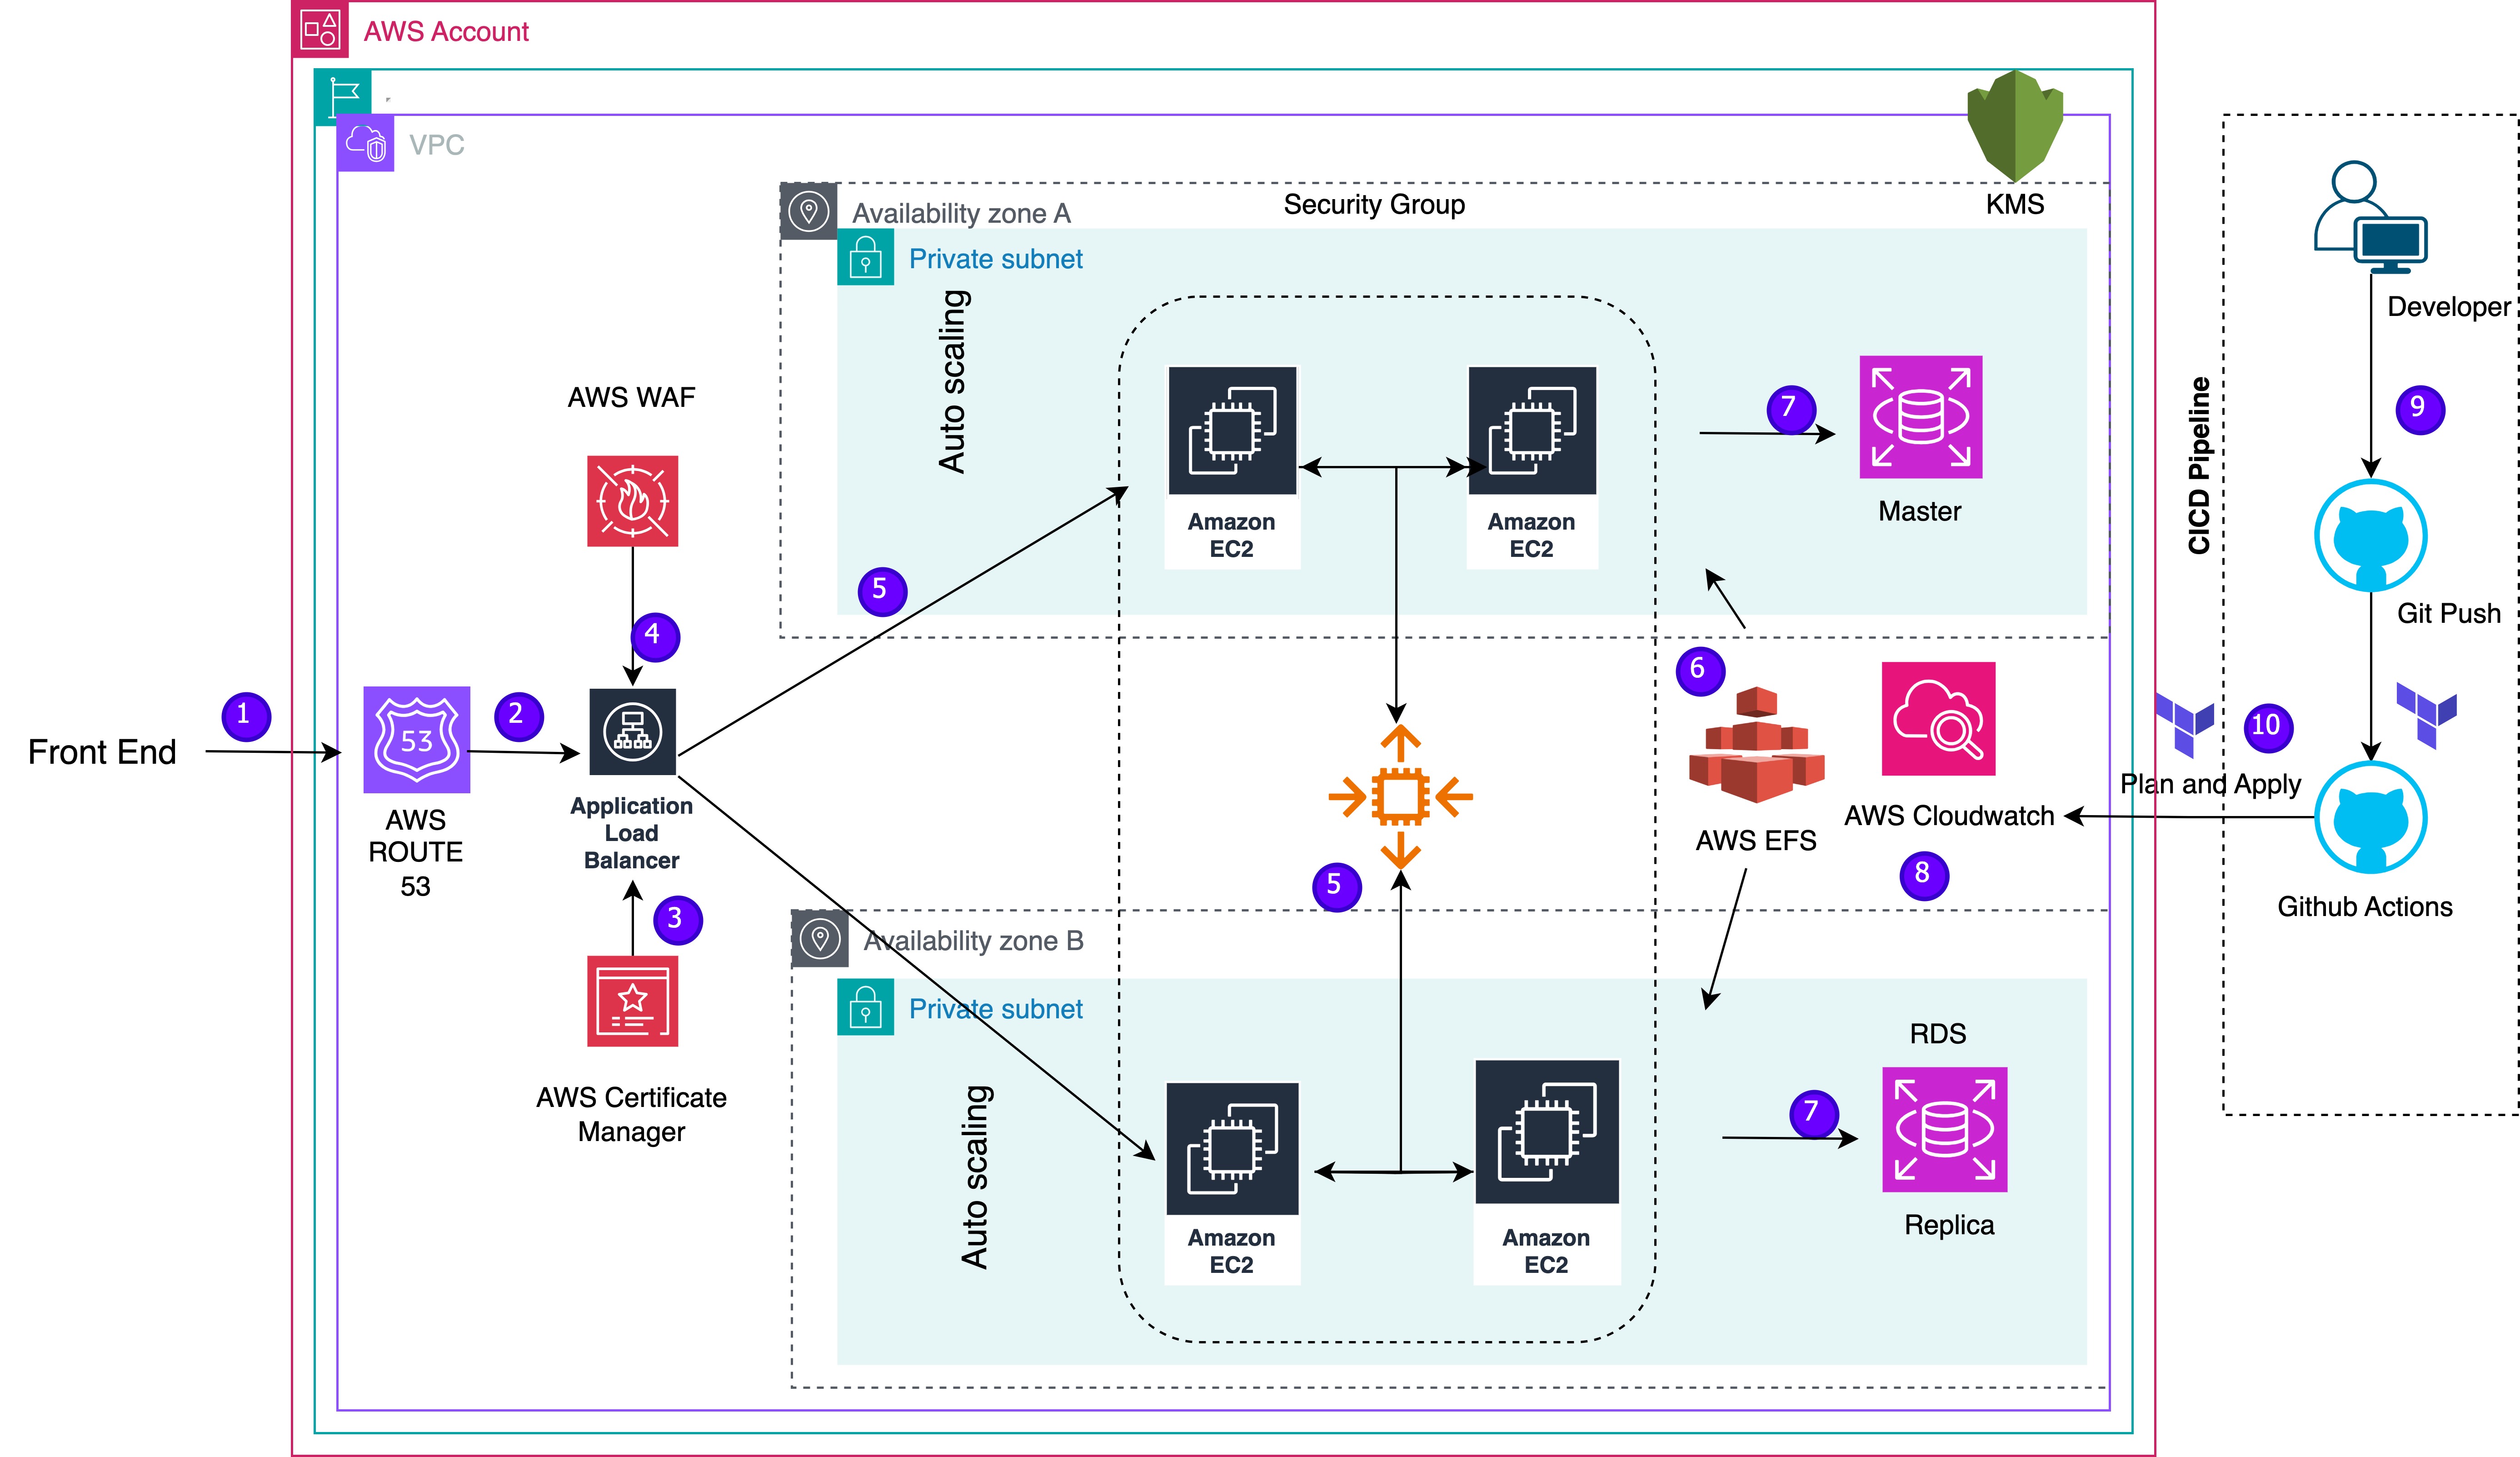 AWS Account
VPC
Availability zone A
Security Group
KMS
Private subnet
Auto scaling
Developer
AWS WAF
Amazon
EC2
Amazon
EC2
7
Master
9
CICD Pipeline
5
4
Git Push
Front End
1
53
AWS
ROUTE
53
2
Application
Load
Balancer
3
AWS Certificate
Manager
6
AWS EFS
AWS Cloudwatch
8
10
Plan and Apply
Github Actions
5
Availability zone B
Private subnet
Auto scaling
Amazon
EC2
Amazon
EC2
7
RDS
Replica